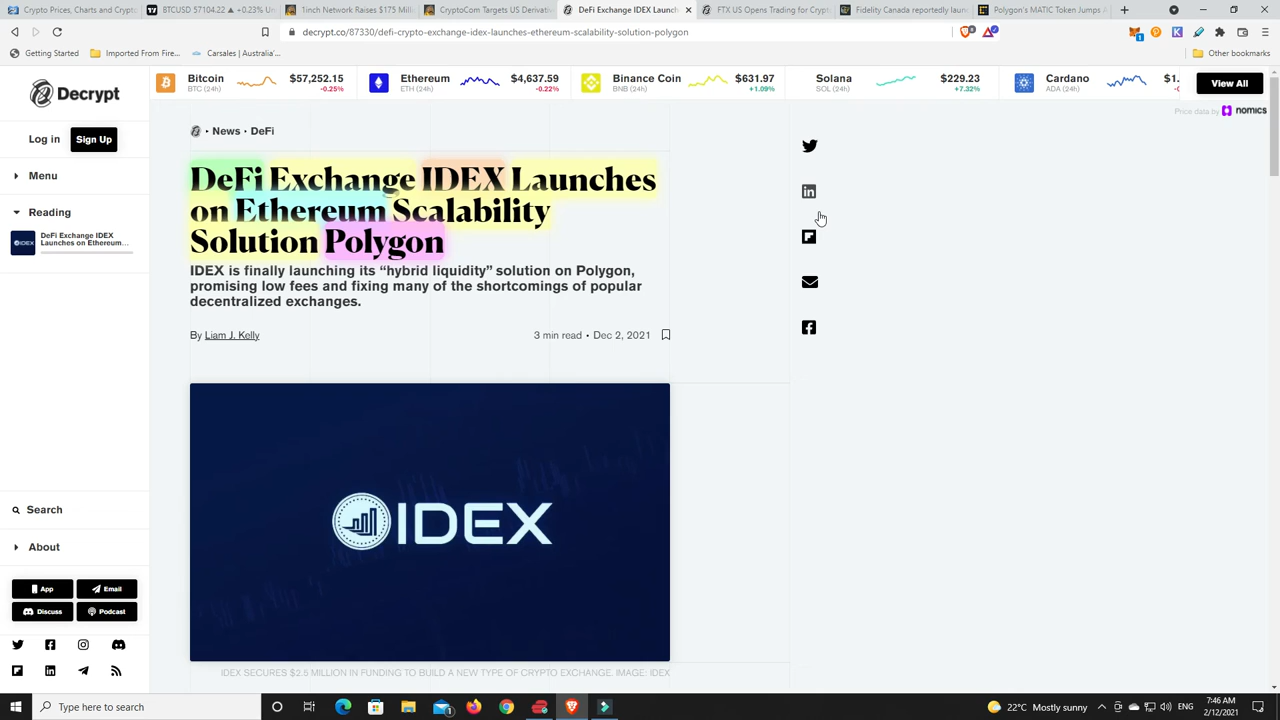 Crypto Prices, Charts and Crypto
BTCUSD 57104.22 ▲ +0.23% Un
1inch Network Raises $175 Milli
CryptoCom Targets US Derivati
DeFi Exchange IDEX Launch
FTX US Opens Trading for Crypt
Fidelity Canada reportedly laun
Polygon's MATIC Token Jumps A
decrypt.co/87330/defi-crypto-exchange-idex-launches-ethereum-scalability-solution-polygon
Getting Started
Imported From Fire...
Carsales | Australia'...
Other bookmarks
Decrypt
Bitcoin
BTC (24h)
$57,252.15
-0.25%
Ethereum
ETH (24h)
$4,637.59
-0.22%
Binance Coin
BNB (24h)
$631.97
+1.09%
Solana
SOL (24h)
$229.23
+7.32%
Cardano
ADA (24h)
$1.
View All
Price data by nomics
Log in
Sign Up
Menu
Reading
DeFi Exchange IDEX
Launches on Ethereum...
Search
About
App
Email
Discuss
Podcast
• News • DeFi
DeFi Exchange IDEX Launches
on Ethereum Scalability
Solution Polygon
IDEX is finally launching its “hybrid liquidity” solution on Polygon,
promising low fees and fixing many of the shortcomings of popular
decentralized exchanges.
By Liam J. Kelly
3 min read • Dec 2, 2021
IDEX
IDEX SECURES $2.5 MILLION IN FUNDING TO BUILD A NEW TYPE OF CRYPTO EXCHANGE. IMAGE: IDEX
Type here to search
22°C Mostly sunny
7:46 AM
2/12/2021